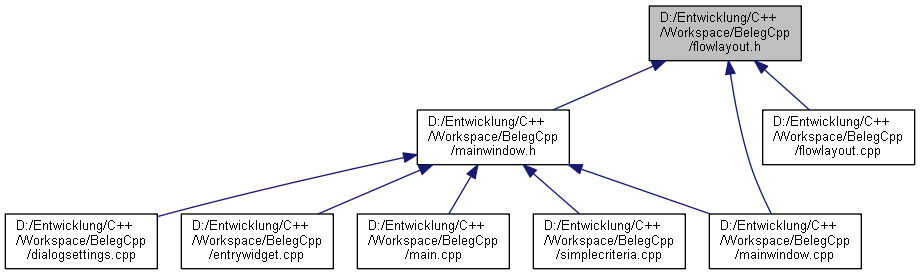 D:/Entwicklung/C++
/Workspace/BelegCpp
/flowlayout.h
D:/Entwicklung/C++
/Workspace/BelegCpp
/mainwindow.h
D:/Entwicklung/C++
/Workspace/BelegCpp
/flowlayout.cpp
D:/Entwicklung/C++
/Workspace/BelegCpp
/dialogsettings.cpp
D:/Entwicklung/C++
/Workspace/BelegCpp
/entrywidget.cpp
D:/Entwicklung/C++
/Workspace/BelegCpp
/main.cpp
D:/Entwicklung/C++
/Workspace/BelegCpp
/simplecriteria.cpp
D:/Entwicklung/C++
/Workspace/BelegCpp
/mainwindow.cpp